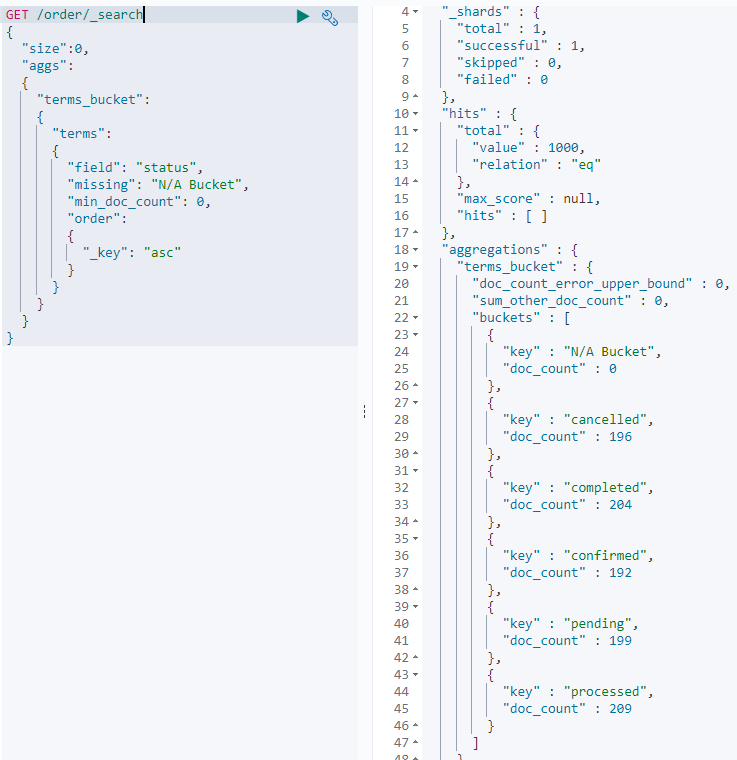 GET /order/_search
{
"size":0,
"aggs":
{
"terms_bucket":
{
"terms":
{
"field": "status",
"missing": "N/A Bucket",
"min_doc_count": 0,
"order":
{
"_key": "asc"
}
}
}
}
}
4 "_shards" : {
5 "total" : 1,
6 "successful" : 1,
7 "skipped" : 0,
8 "failed" : 0
9 },
10 "hits" : {
11 "total" : {
12 "value" : 1000,
13 "relation" : "eq"
14 },
15 "max_score" : null,
16 "hits" : [ ]
17 },
18 "aggregations" : {
19 "terms_bucket" : {
20 "doc_count_error_upper_bound" : 0,
21 "sum_other_doc_count" : 0,
22 "buckets" : [
23 {
24 "key" : "N/A Bucket",
25 "doc_count" : 0
26 },
27 {
28 "key" : "cancelled",
29 "doc_count" : 196
30 },
31 {
32 "key" : "completed",
33 "doc_count" : 204
34 },
35 {
36 "key" : "confirmed",
37 "doc_count" : 192
38 },
39 {
40 "key" : "pending",
41 "doc_count" : 199
42 },
43 {
44 "key" : "processed",
45 "doc_count" : 209
46 }
47 ]
48 }